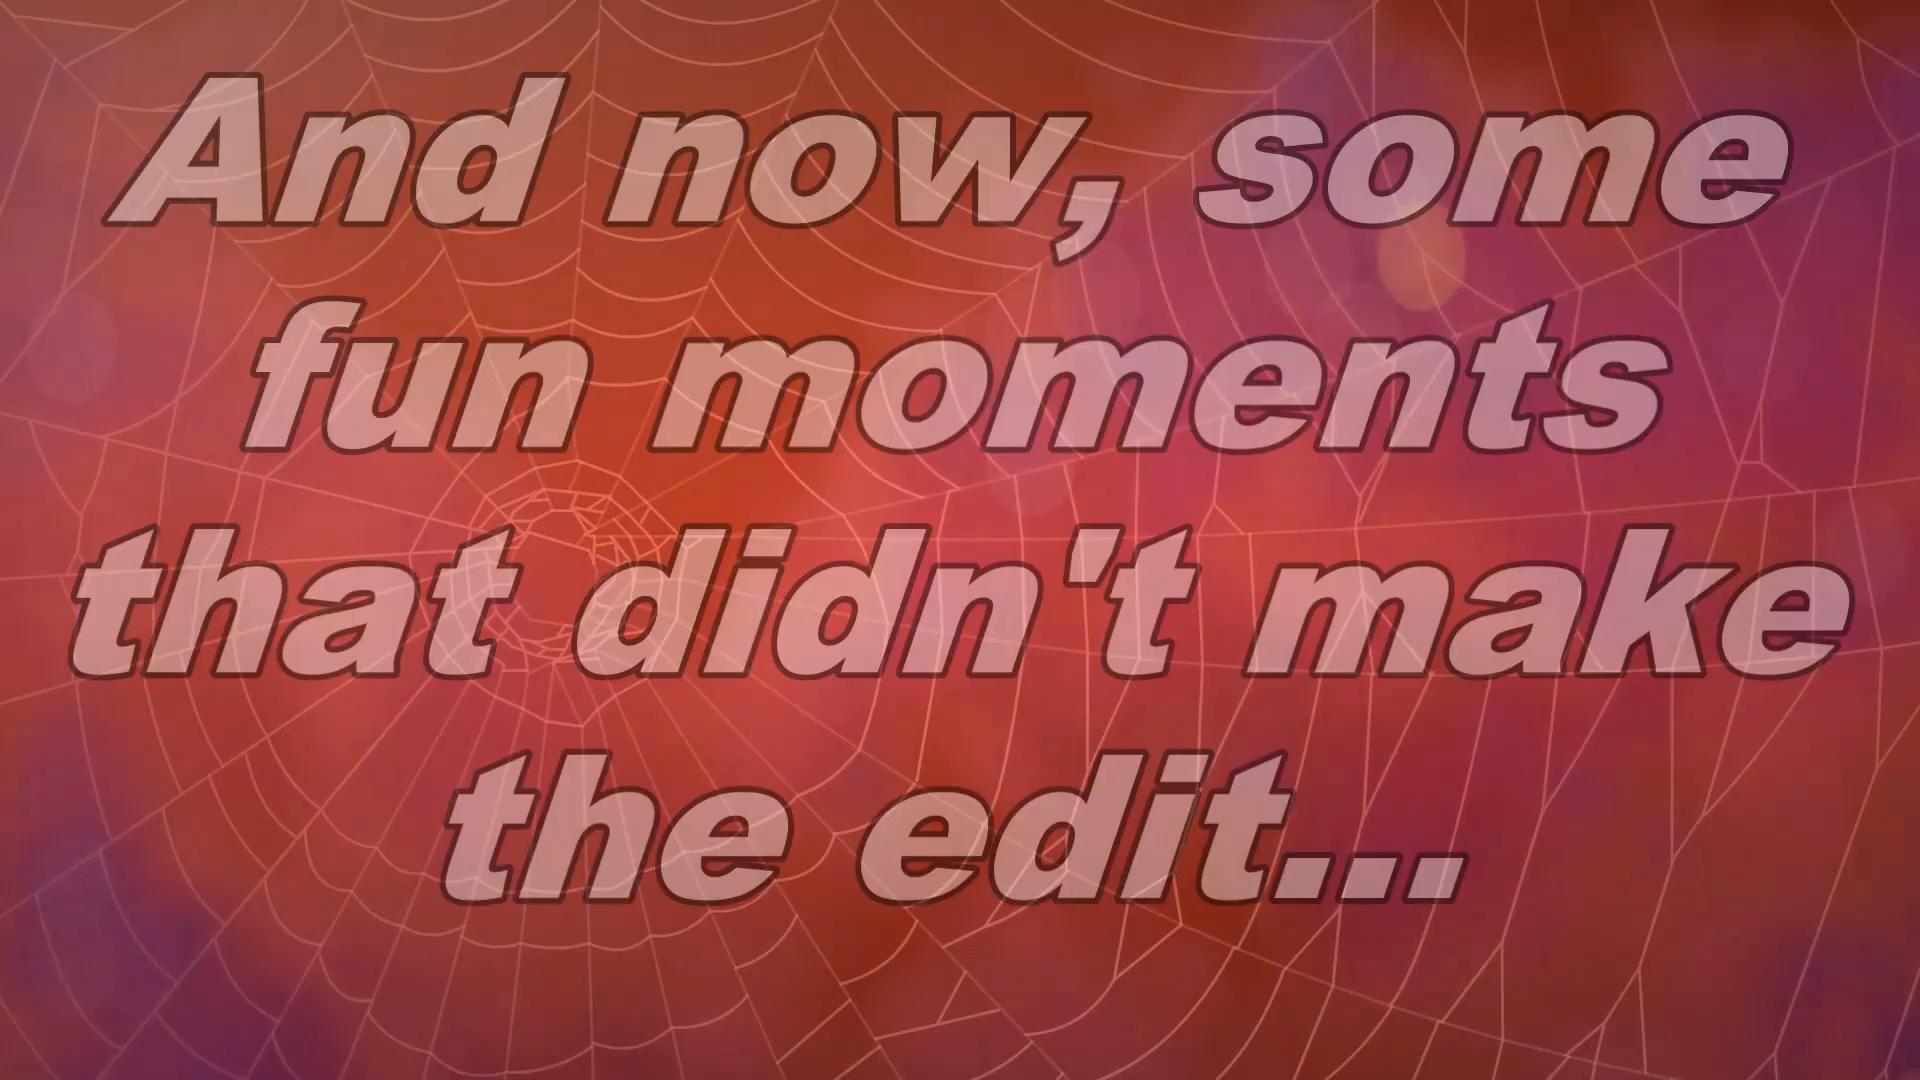 And now, some
fun moments
that didn't make
the edit...